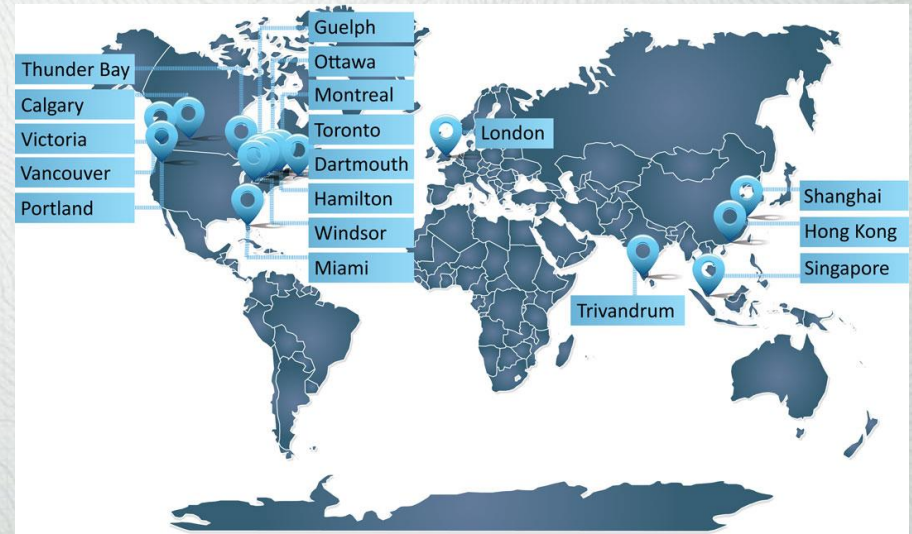 Thunder Bay
Calgary
Victoria
Vancouver
Portland
Guelph
Ottawa
Montreal
Toronto
Dartmouth
Hamilton
Windsor
Miami
London
Trivandrum
Shanghai
Hong Kong
Singapore